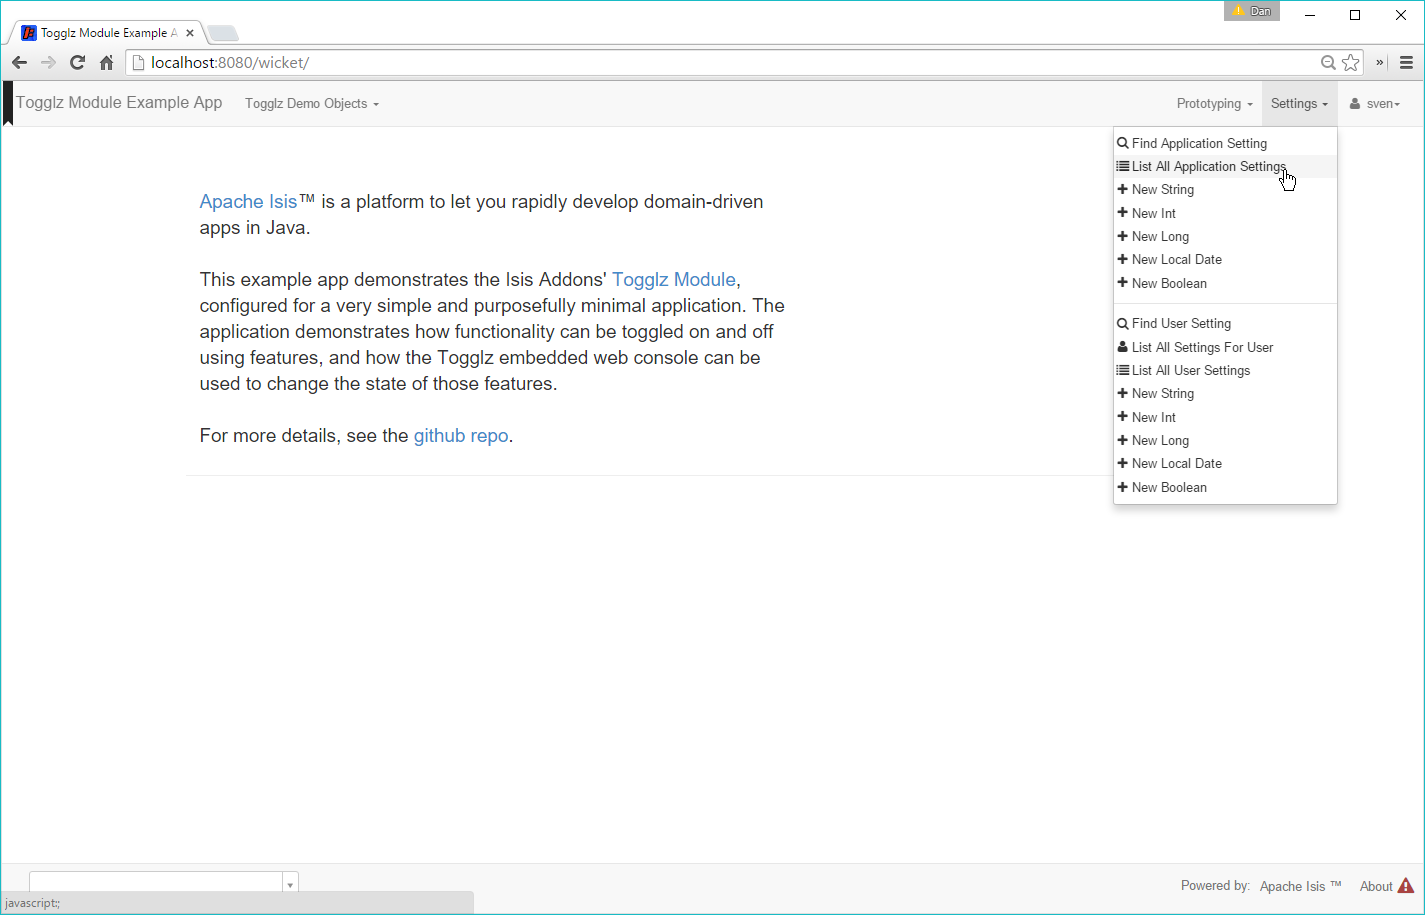 Dan
Togglz Module Example A
localhost:8080/wicket/
»
Togglz Module Example App
Togglz Demo Objects
Prototyping
Settings
sven
Find Application Setting
List All Application Settings
New String
New Int
New Long
New Local Date
New Boolean
Find User Setting
List All Settings For User
List All User Settings
New String
New Int
New Long
New Local Date
New Boolean
Apache Isis™ is a platform to let you rapidly develop domain-driven
apps in Java.
This example app demonstrates the Isis Addons' Togglz Module,
configured for a very simple and purposefully minimal application. The
application demonstrates how functionality can be toggled on and off
using features, and how the Togglz embedded web console can be
used to change the state of those features.
For more details, see the github repo.
Powered by: Apache Isis ™ About
javascript:;